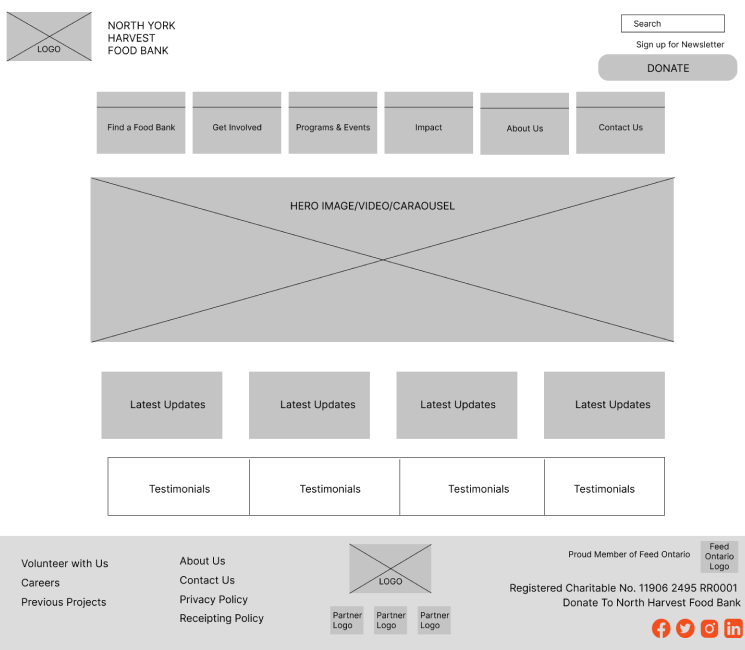 LOGO
NORTH YORK
HARVEST
FOOD BANK
Search
Sign up for Newsletter
DONATE
Find a Food Bank
Get Involved
Programs & Events
Impact
About Us
Contact Us
HERO IMAGE/VIDEO/CARAOUSEL
Latest Updates
Latest Updates
Latest Updates
Latest Updates
Testimonials
Testimonials
Testimonials
Testimonials
Volunteer with Us
Careers
Previous Projects
About Us
Contact Us
Privacy Policy
Receipting Policy
LOGO
Partner
Logo
Partner
Logo
Partner
Logo
Proud Member of Feed Ontario
Feed
Ontario
Logo
Registered Charitable No. 11906 2495 RR0001
Donate To North Harvest Food Bank